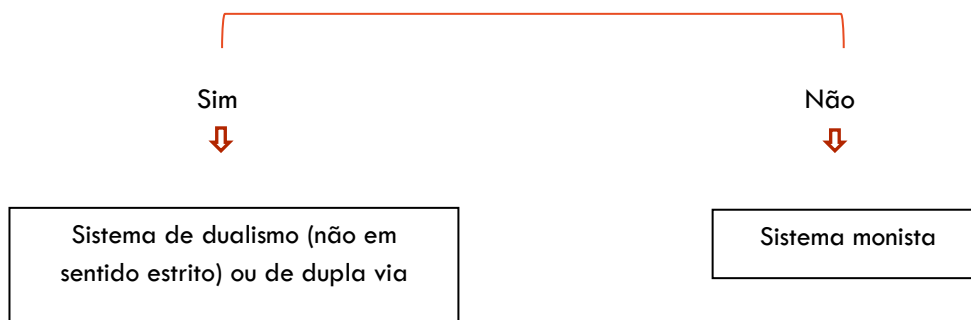 Sim
Não
Sistema de dualismo (não em
sentido estrito) ou de dupla via
Sistema monista